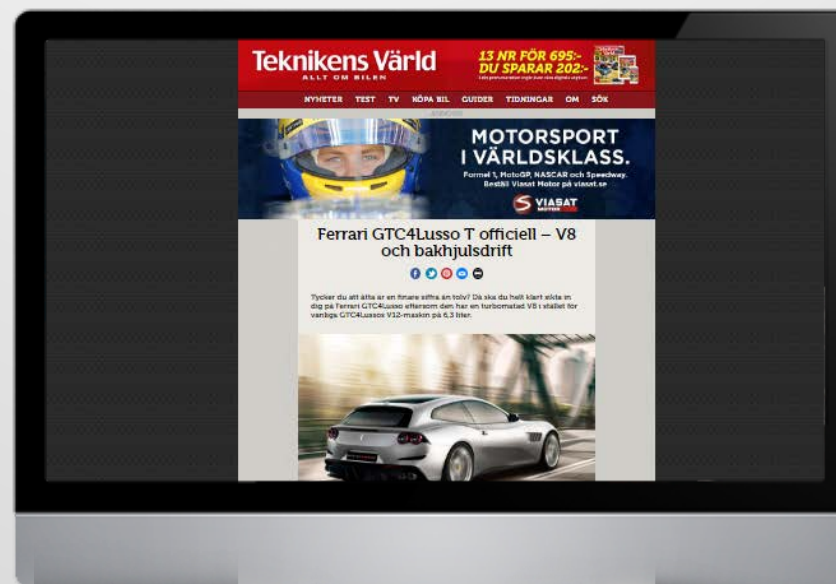 Teknikens Värld
ALLT OM BILEN
13 NR FÖR 695:-
DU SPARAR 202:-
NYHETER TEST TV KÖPA BIL GUIDER TIDNINGAR OM SÖK
MOTORSPORT
I VÄRLDSKLASS.
Formel 1, MotoGP, NASCAR och Speedway.
Beställ Viasat Motor på viasat.se
VIASAT
MOTOR
Ferrari GTC4Lusso T officiell – V8
och bakhjulsdrift
Tycker du att åtta är en finare siffra än tolv? Då ska du helt klart sikta in
dig på Ferrari GTC4Lusso eftersom den har en turbomatad V8 i stället för
vanliga GTC4Lussos V12-maskin på 6,3 liter.